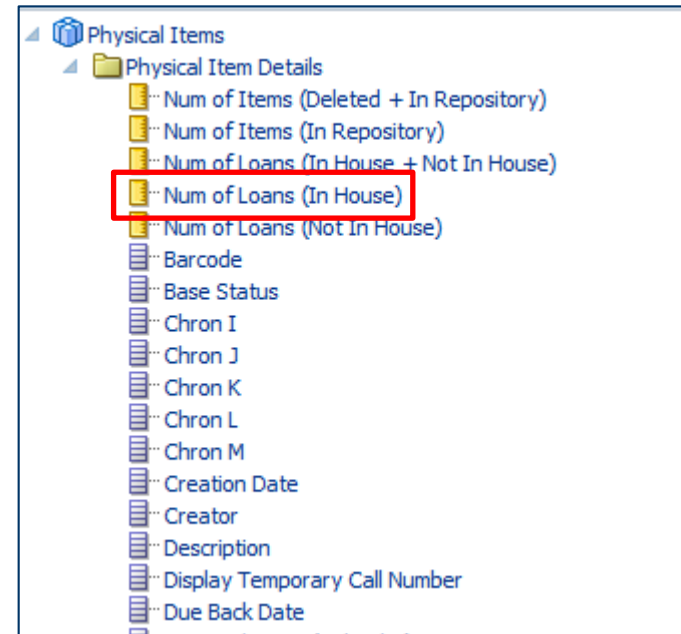 Physical Items
Physical Item Details
Num of Items (Deleted + In Repository)
Num of Items (In Repository)
Num of Loans (In House + Not In House)
Num of Loans (In House)
Num of Loans (Not In House)
Barcode
Base Status
Chron I
Chron J
Chron K
Chron L
Chron M
Creation Date
Creator
Description
Display Temporary Call Number
Due Back Date